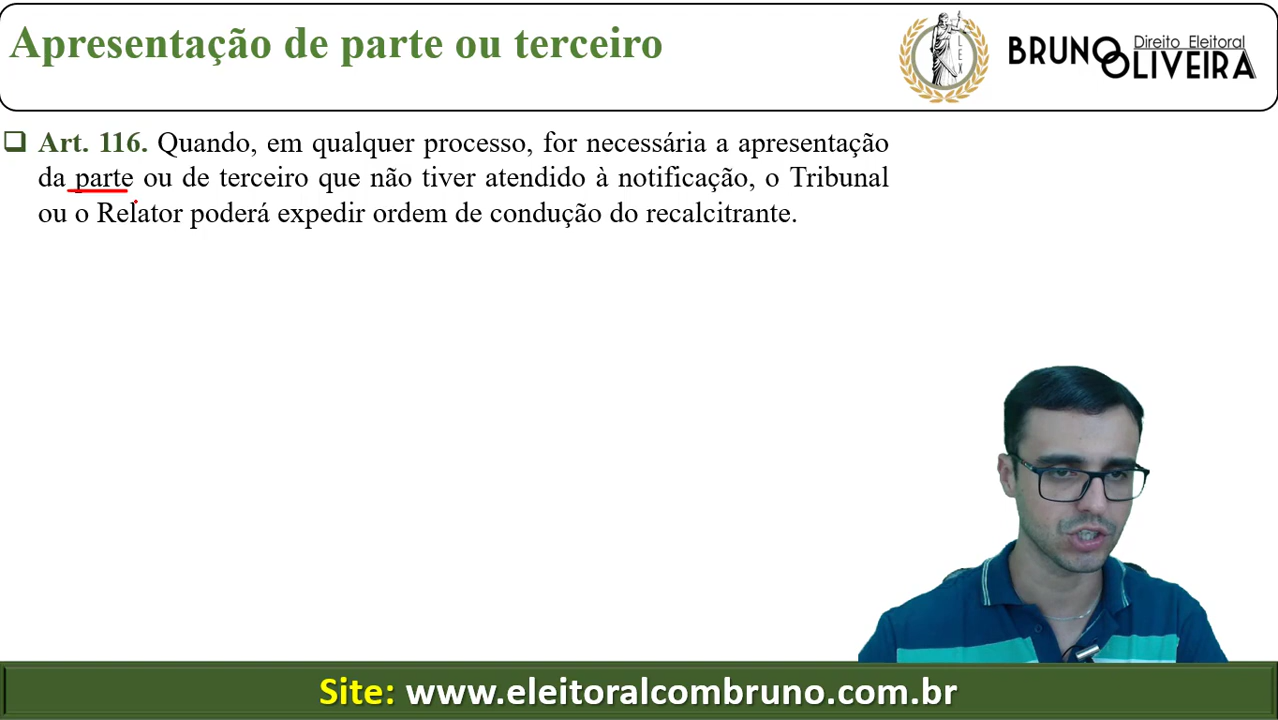 Apresentação de parte ou terceiro
LEX
BRUNO Direito Eleitoral
OLIVEIRA
Art. 116. Quando, em qualquer processo, for necessária a apresentação
da parte ou de terceiro que não tiver atendido à notificação, o Tribunal
ou o Relator poderá expedir ordem de condução do recalcitrante.
Site: www.eleitoralcombruno.com.br